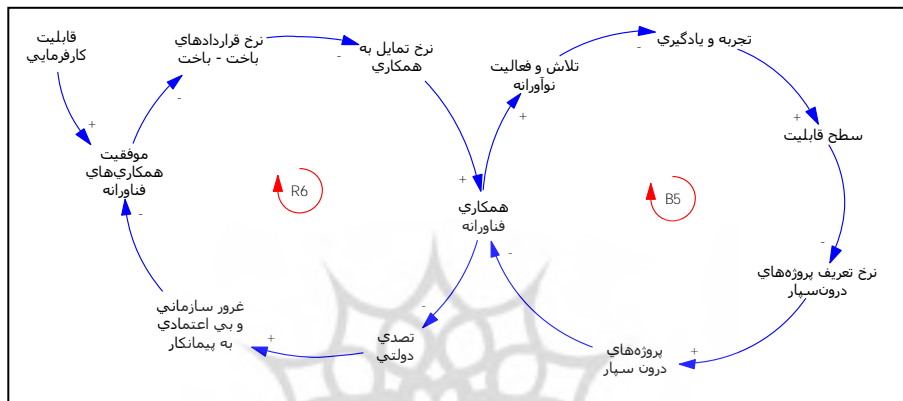 قابليت
كارفرمايي
نرخ قراردادهاي
باخت - باخت
نرخ تمايل به
همكاري
تلاش و فعاليت
نوآورانه
تجربه و يادگيري
سطح قابليت
نرخ تعريف پروژه‌هاي
درون‌سپار
پروژه‌هاي
درون سپار
همكاري
فناورانه
تصدي
دولتي
غرور سازماني
و بي اعتمادي
به پيمانكار
موفقيت
همكاري‌هاي
فناورانه
R6
B5
+
-
-
+
+
-
+
-
+
-
-
+
-